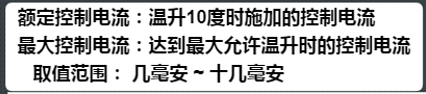 额定控制电流：温升10度时施加的控制电流
最大控制电流：达到最大允许温升时的控制电流
取值范围： 几毫安 ~ 十几毫安